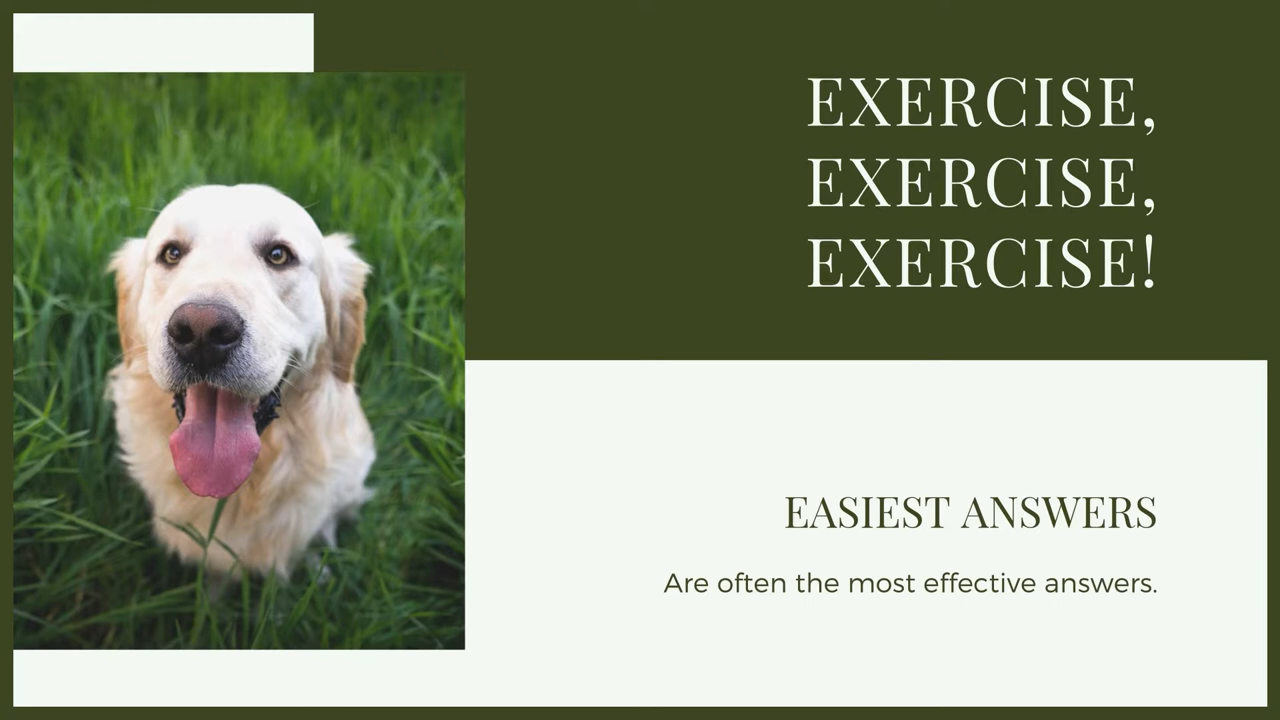 EXERCISE,
EXERCISE,
EXERCISE!
EASIEST ANSWERS
Are often the most effective answers.